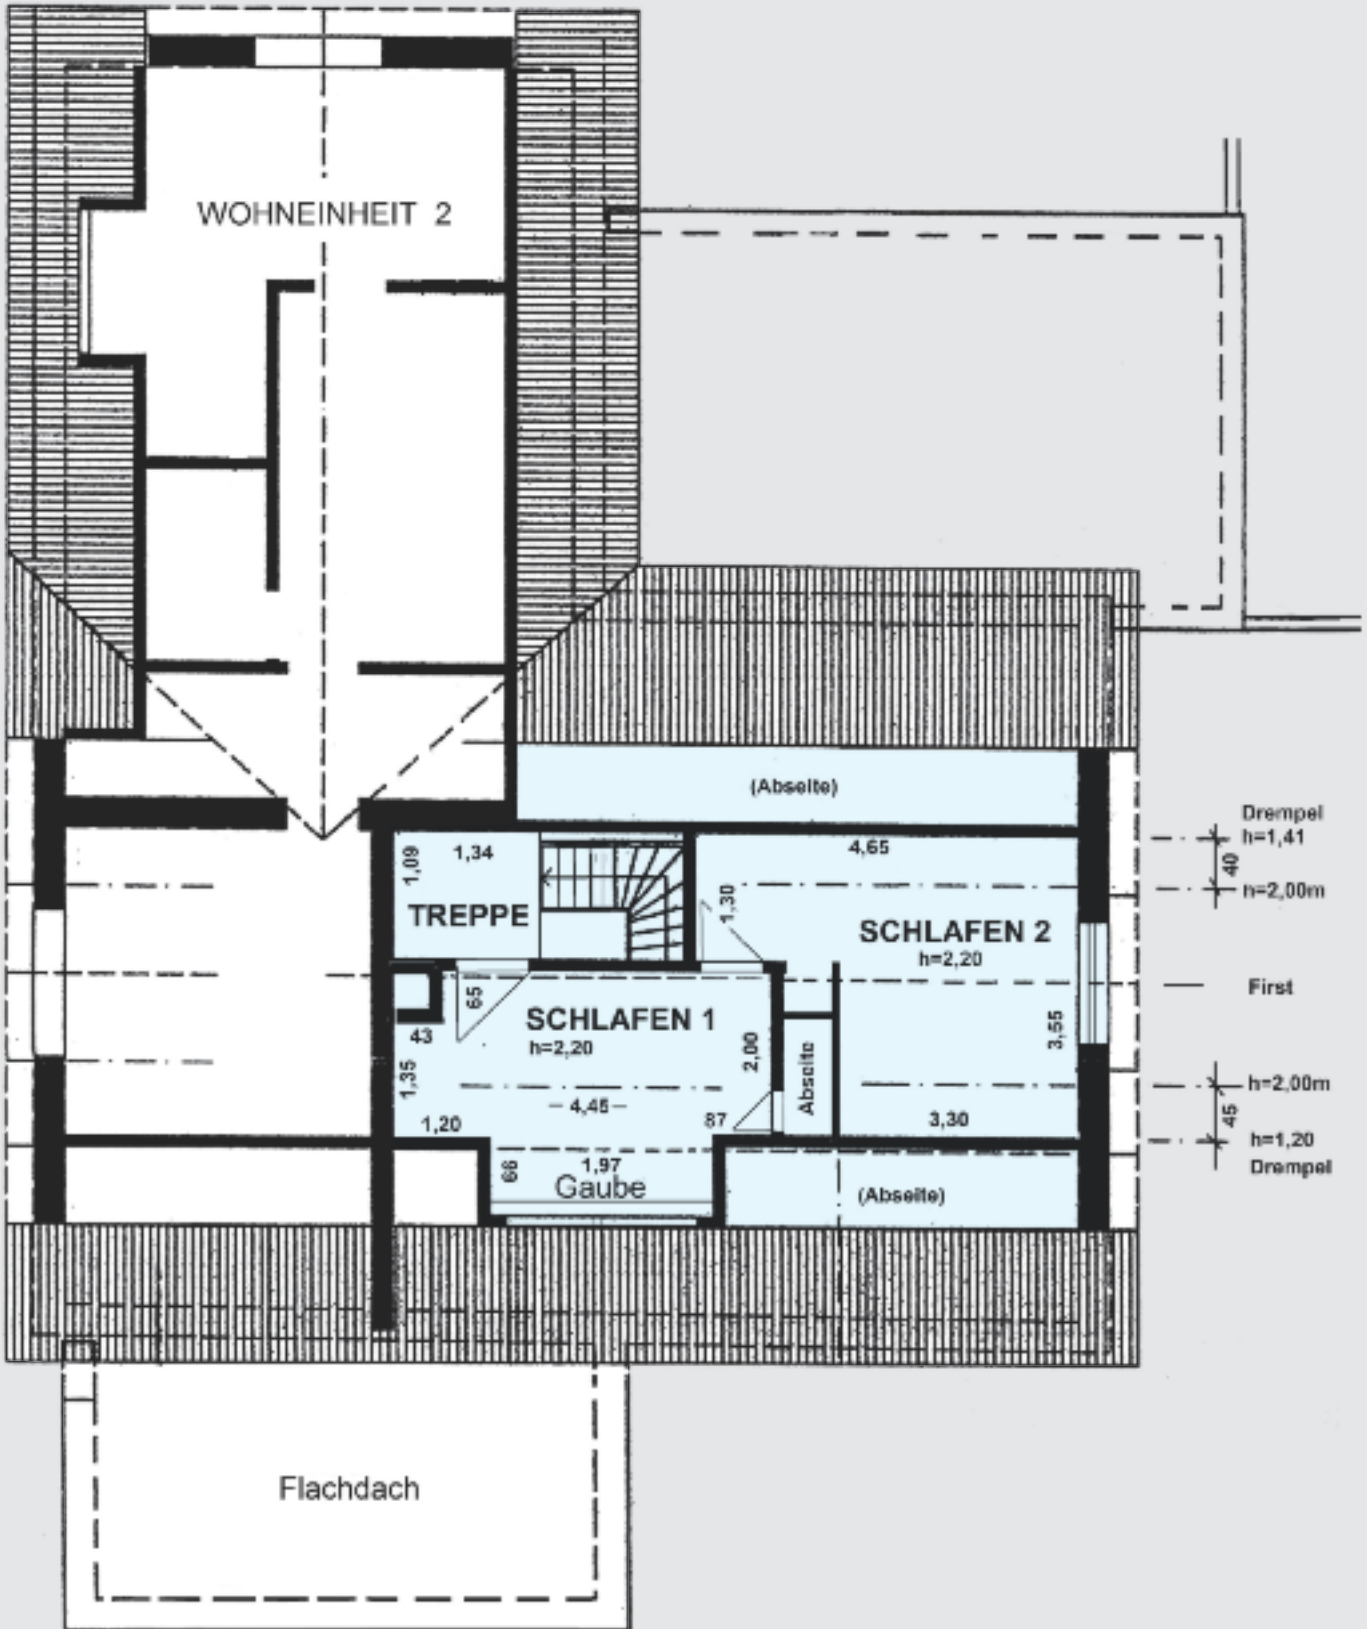 WOHNEINHEIT 2
(Abseite)
Drempel
h=1,41
40
h=2,00m
1,09
1,34
4,65
TREPPE
1,30
SCHLAFEN 2
h=2,20
First
65
SCHLAFEN 1
h=2,20
43
2,00
Abseite
3,55
1,35
4,45
h=2,00m
1,20
87
3,30
45
h=1,20
Drempel
66
1,97
Gaube
(Abseite)
Flachdach